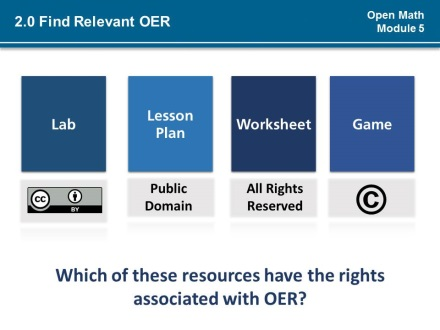 2.0 Find Relevant OER
Open Math
Module 5
Lab
Lesson
Plan
Worksheet
Game
cc
BY
Public
Domain
All Rights
Reserved
©
Which of these resources have the rights
associated with OER?